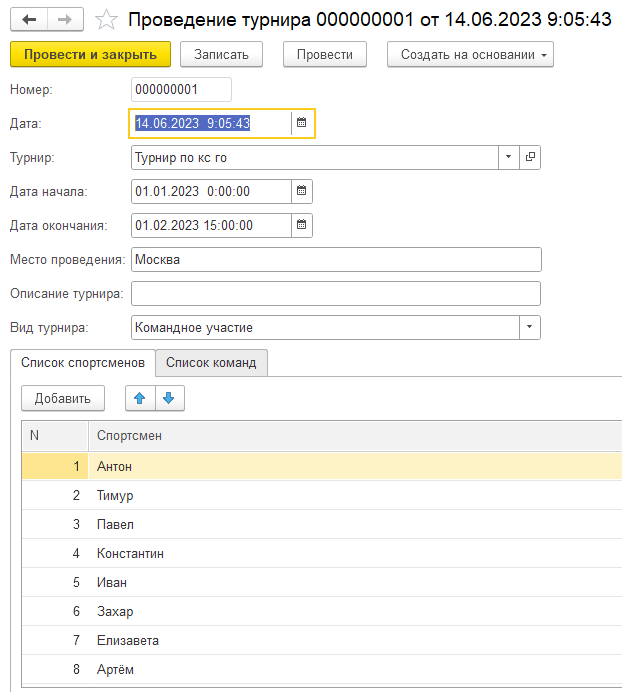 Проведение турнира 000000001 от 14.06.2023 9:05:43
Провести и закрыть Записать Провести Создать на основании
Номер: 000000001
Дата: 14.06.2023 9:05:43
Турнир: Турнир по кс го
Дата начала: 01.01.2023 0:00:00
Дата окончания: 01.02.2023 15:00:00
Место проведения: Москва
Описание турнира:
Вид турнира: Командное участие
Список спортсменов Список команд
Добавить
N Спортсмен
1 Антон
2 Тимур
3 Павел
4 Константин
5 Иван
6 Захар
7 Елизавета
8 Артём